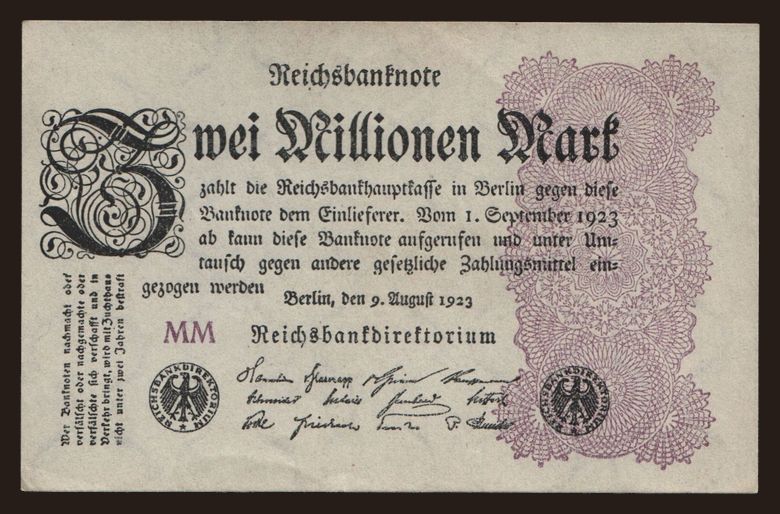 Reichsbanknote
Zwei Millionen Mark
zahlt die Reichsbankhauptkasse in Berlin gegen diese
Banknote dem Einlieferer. Vom 1. September 1923
ab kann diese Banknote aufgerufen und unter Um-
tausch gegen andere gesetzliche Zahlungsmittel ein-
gezogen werden
Berlin, den 9. August 1923
MM
Reichsbankdirektorium
REICHSBANKDIREKTORIUM
REICHSBANKDIREKTORIUM
Wer Banknoten nachmacht oder
verfälscht oder nachgemachte oder
verfälschte sich verschafft und in
Verkehr bringt, wird mit Zuchthaus
nicht unter zwei Jahren bestraft